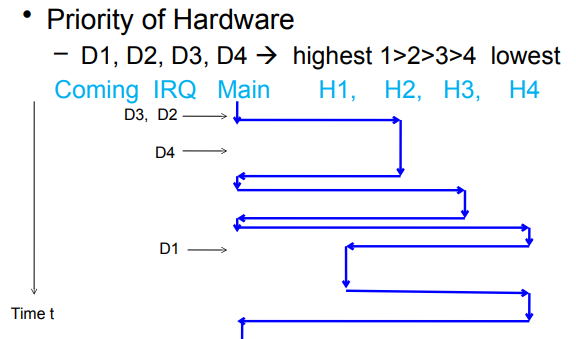 • Priority of Hardware
– D1, D2, D3, D4 → highest 1>2>3>4 lowest
Coming IRQ Main H1, H2, H3, H4
D3, D2
D4
D1
Time t